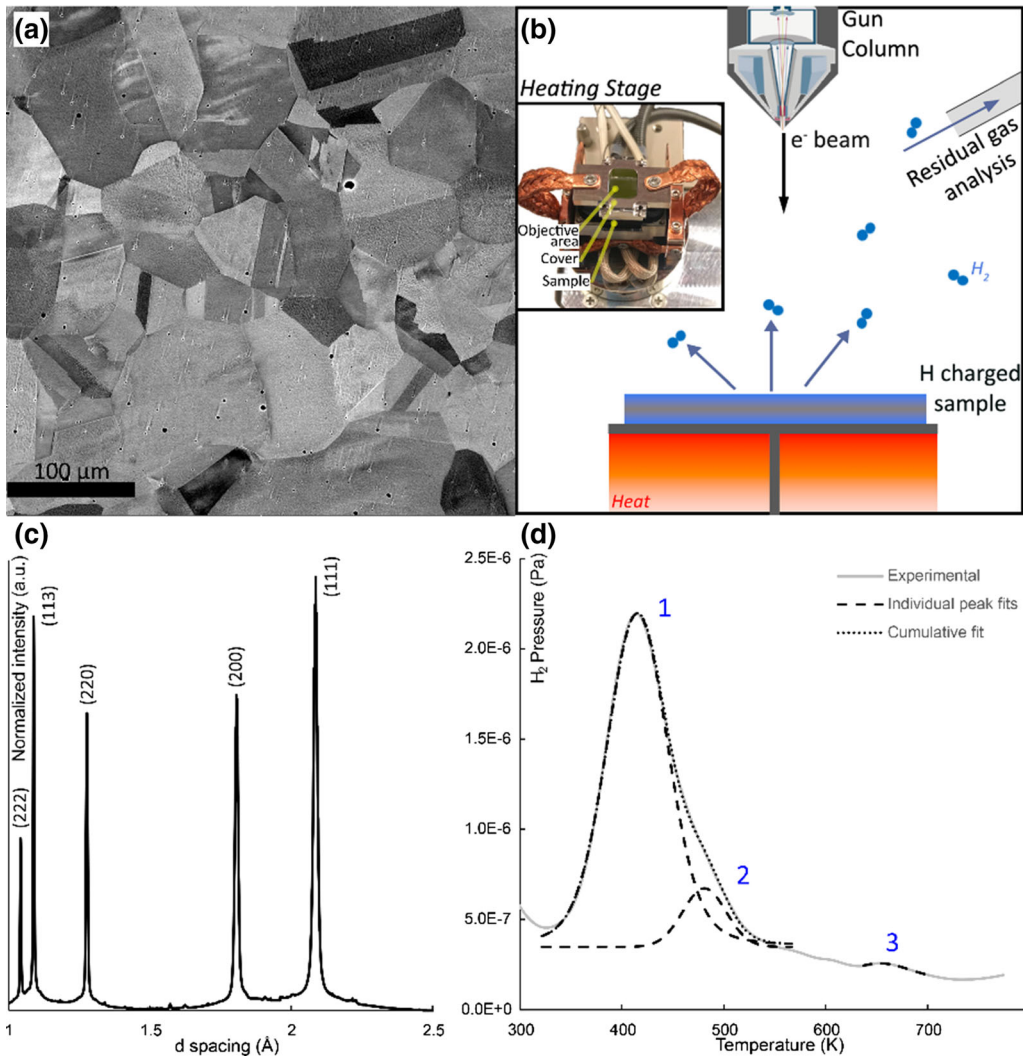 (a)
100 µm
(b)
Gun
Column
Heating Stage
e⁻ beam
Residual gas
analysis
Objective
area
Cover
Sample
H₂
H charged
sample
Heat
(c)
Normalized intensity (a.u.)
(222)
(113)
(220)
(200)
(111)
1
1.5
2
2.5
d spacing (Å)
(d)
H₂ Pressure (Pa)
2.5E-6
2.0E-6
1.5E-6
1.0E-6
5.0E-7
0.0E+0
Experimental
Individual peak fits
Cumulative fit
1
2
3
300
400
500
600
700
Temperature (K)